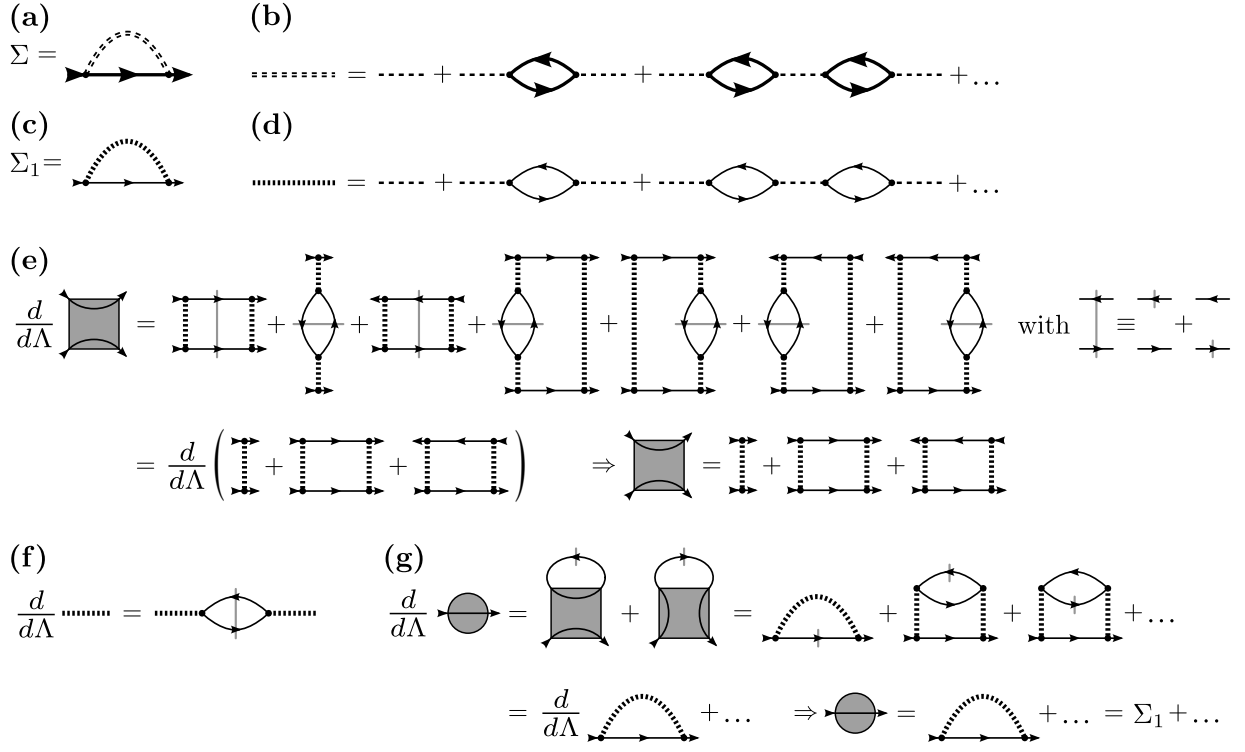 (a)
Σ =
(b)
= + + + ...
(c)
Σ₁=
(d)
= + + + ...
(e)
d/dΛ = + + + + + + with ≡ +
= d/dΛ ( + + ) ⇒ = + +
(f)
d/dΛ =
(g)
d/dΛ = + = + + + ...
= d/dΛ + ... ⇒ = + ... = Σ₁ + ...